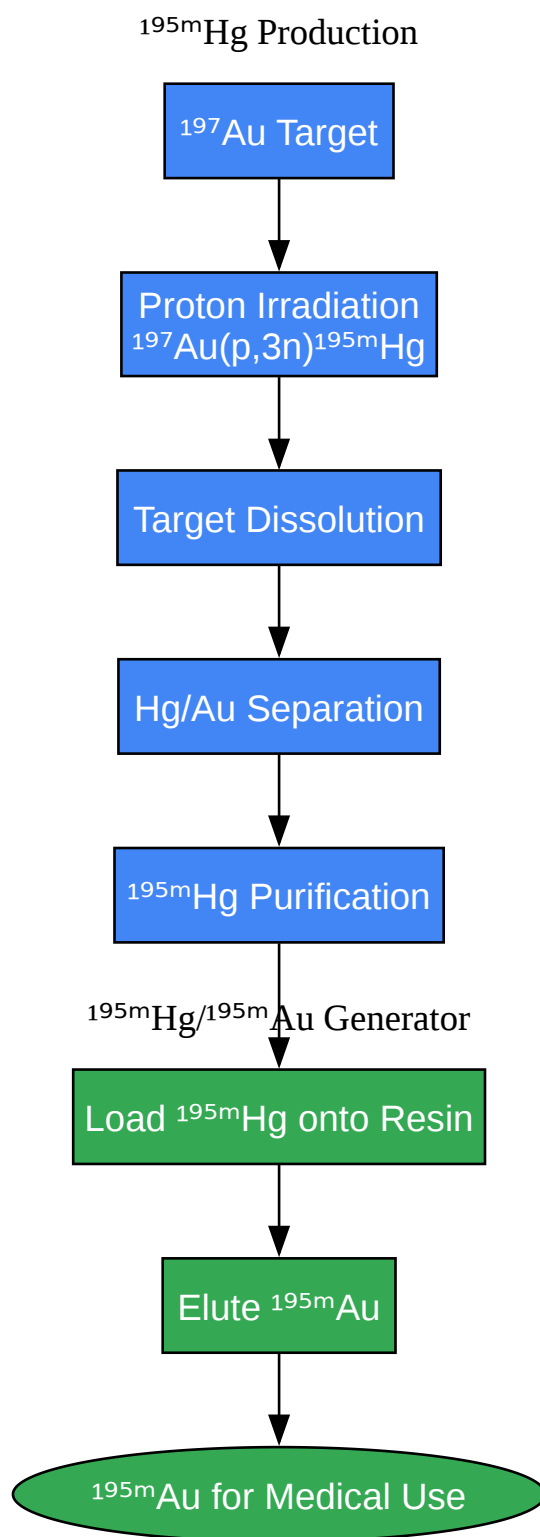 ¹⁹⁵ᵐHg Production
¹⁹⁷Au Target
Proton Irradiation
¹⁹⁷Au(p,3n)¹⁹⁵ᵐHg
Target Dissolution
Hg/Au Separation
¹⁹⁵ᵐHg Purification
¹⁹⁵ᵐHg/¹⁹⁵ᵐAu Generator
Load ¹⁹⁵ᵐHg onto Resin
Elute ¹⁹⁵ᵐAu
¹⁹⁵ᵐAu for Medical Use